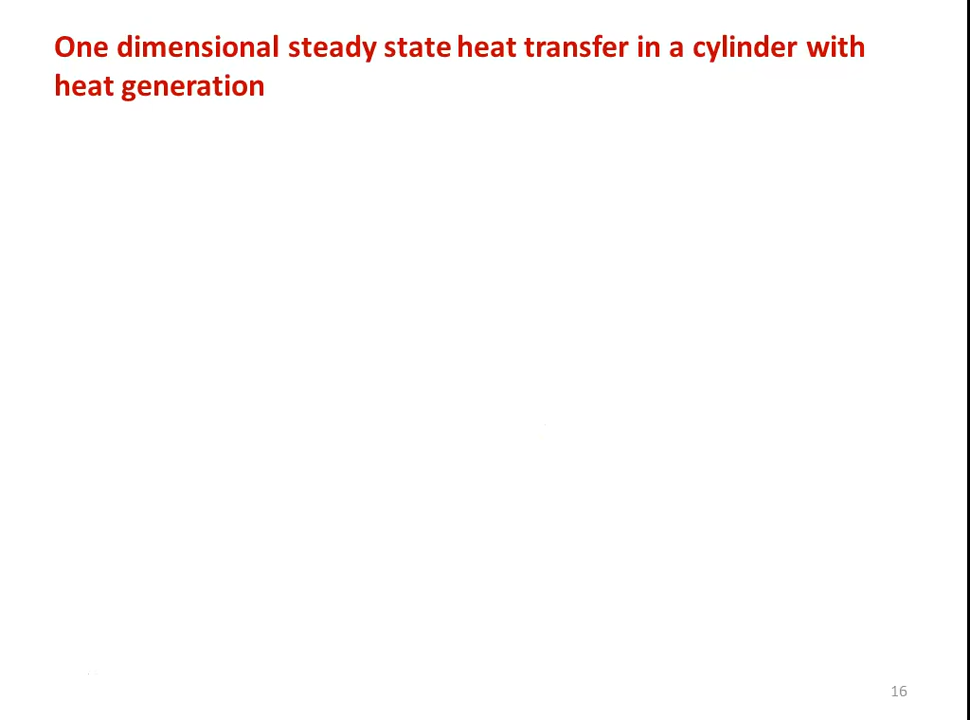 One dimensional steady state heat transfer in a cylinder with
heat generation
16